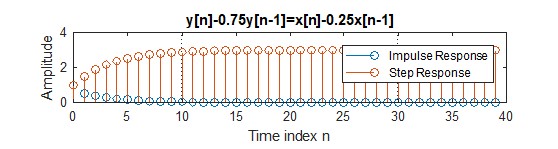 y[n]-0.75y[n-1]=x[n]-0.25x[n-1]
4
2
0
Amplitude
Impulse Response
Step Response
0 5 10 15 20 25 30 35 40
Time index n